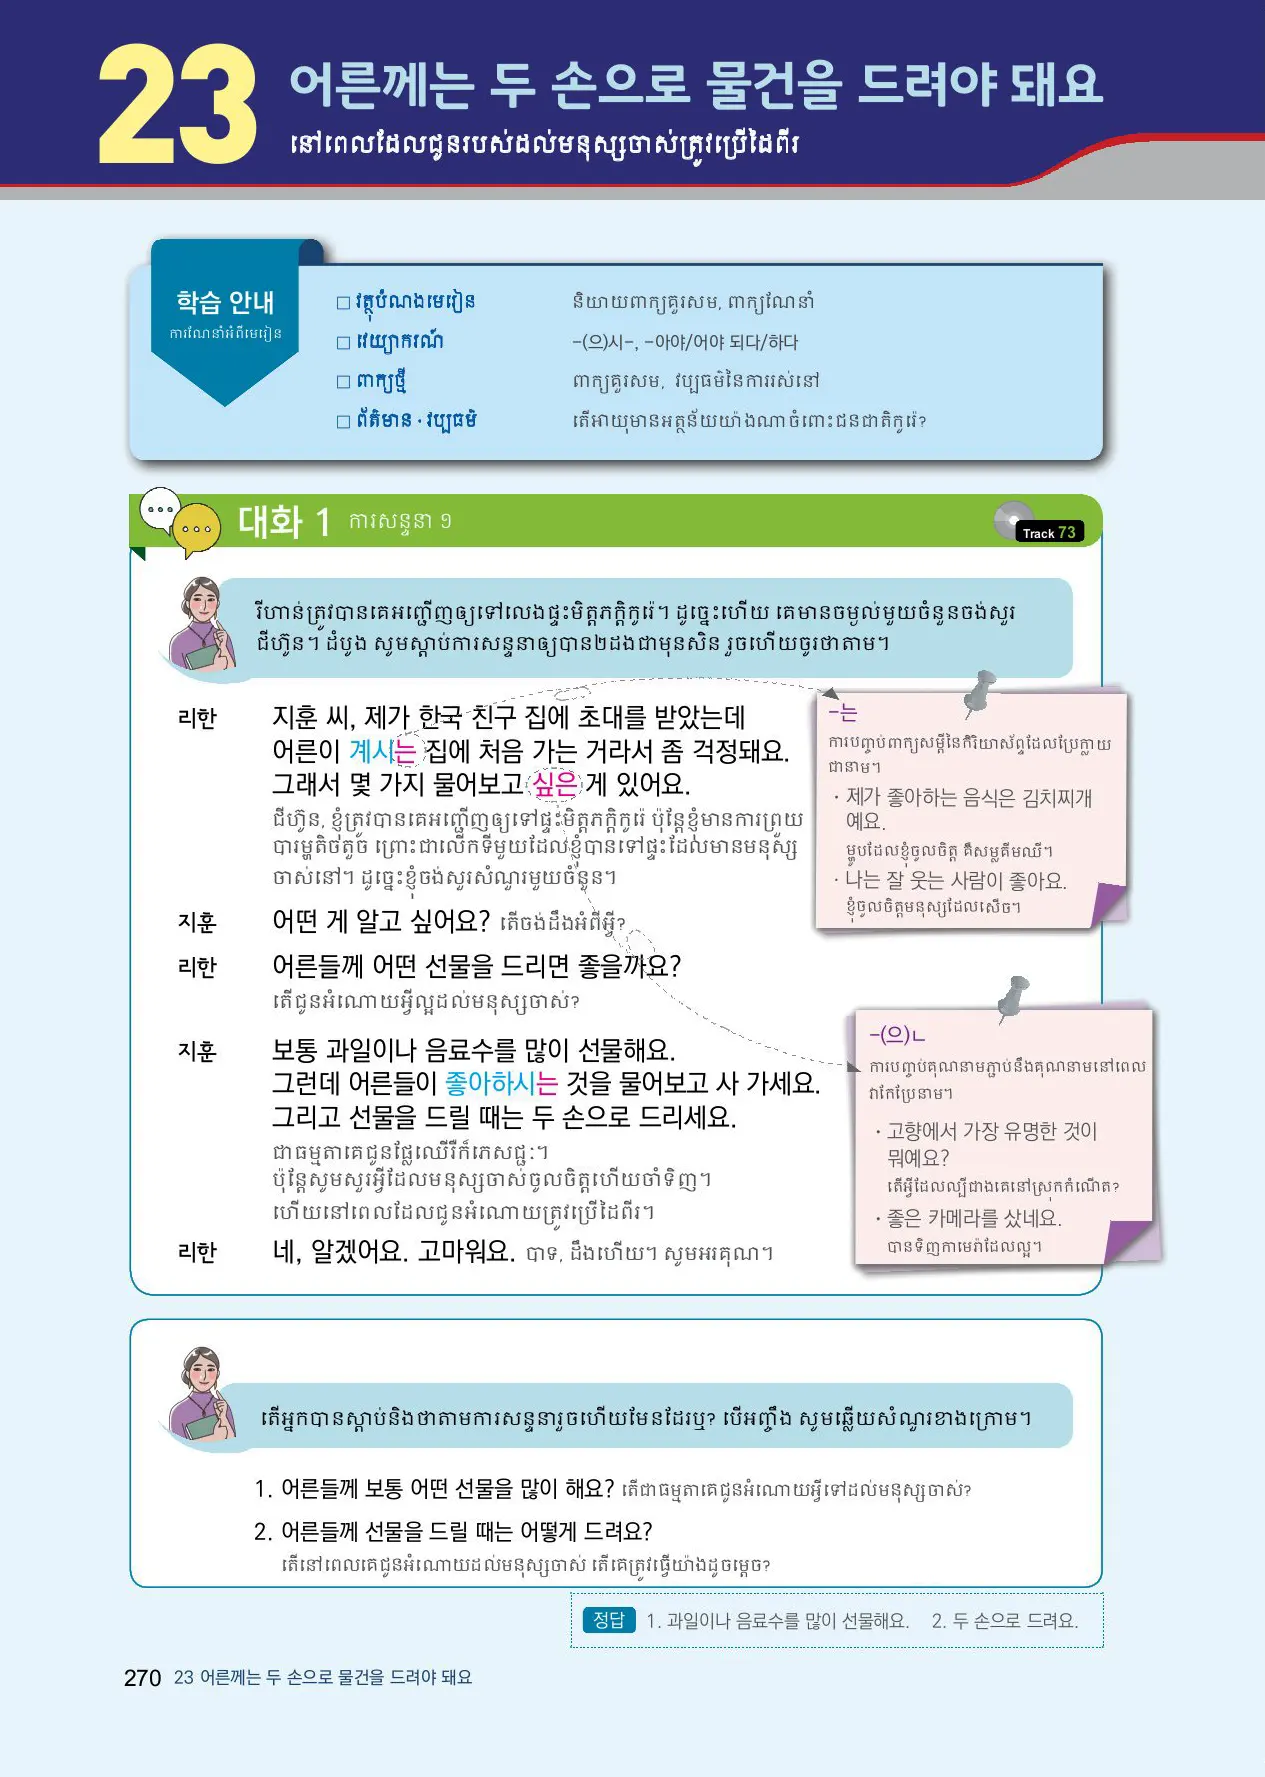 23
어른께는 두 손으로 물건을 드려야 돼요
នៅពេលដែលជូនរបស់ដល់មនុស្សចាស់ត្រូវប្រើដៃពីរ
학습 안내
ការណែនាំអំពីមេរៀន
□ វត្ថុបំណងមេរៀន និយាយពាក្យគួរសម, ពាក្យណែនាំ
□ វេយ្យាករណ៍ -(으)시-, -아야/어야 되다/하다
□ ពាក្យថ្មី ពាក្យគួរសម, វប្បធម៌នៃការរស់នៅ
□ ព័ត៌មាន · វប្បធម៌ តើអាយុមានអត្ថន័យយ៉ាងណាចំពោះជនជាតិកូរ៉េ?
대화 1 ការសន្ទនា ១
Track 73
រីហាន់ត្រូវបានគេអញ្ជើញឲ្យទៅលេងផ្ទះមិត្តភក្តិកូរ៉េ។ ដូច្នេះហើយ គេមានចម្ងល់មួយចំនួនចង់សួរ
ជីហ៊ូន។ ដំបូង សូមស្តាប់ការសន្ទនាឲ្យបាន២ដងជាមុនសិន រួចហើយចូរថាតាម។
리한 지훈 씨, 제가 한국 친구 집에 초대를 받았는데
어른이 계시는 집에 처음 가는 거라서 좀 걱정돼요.
그래서 몇 가지 물어보고 싶은 게 있어요.
ជីហ៊ូន, ខ្ញុំត្រូវបានគេអញ្ជើញឲ្យទៅផ្ទះមិត្តភក្តិកូរ៉េ ប៉ុន្តែខ្ញុំមានការព្រួយ
បារម្ភតិចតួច ព្រោះជាលើកទីមួយដែលខ្ញុំបានទៅផ្ទះដែលមានមនុស្ស
ចាស់នៅ។ ដូច្នេះខ្ញុំចង់សួរសំណួរមួយចំនួន។
지훈 어떤 게 알고 싶어요? តើចង់ដឹងអំពីអ្វី?
리한 어른들께 어떤 선물을 드리면 좋을까요?
តើជូនអំណោយអ្វីល្អដល់មនុស្សចាស់?
지훈 보통 과일이나 음료수를 많이 선물해요.
그런데 어른들이 좋아하시는 것을 물어보고 사 가세요.
그리고 선물을 드릴 때는 두 손으로 드리세요.
ជាធម្មតាគេជូនផ្លែឈើរឺក៏ភេសជ្ជៈ។
ប៉ុន្តែសូមសួរអ្វីដែលមនុស្សចាស់ចូលចិត្តហើយចាំទិញ។
ហើយនៅពេលដែលជូនអំណោយត្រូវប្រើដៃពីរ។
리한 네, 알겠어요. 고마워요. បាទ, ដឹងហើយ។ សូមអរគុណ។
-는
ការបញ្ចប់ពាក្យសម្តីនៃកិរិយាស័ព្ទដែលប្រែក្លាយ
ជានាម។
· 제가 좋아하는 음식은 김치찌개
예요.
ម្ហូបដែលខ្ញុំចូលចិត្ត គឺសម្លគីមឈី។
· 나는 잘 웃는 사람이 좋아요.
ខ្ញុំចូលចិត្តមនុស្សដែលសើច។
-(으)ㄴ
ការបញ្ចប់គុណនាមភ្ជាប់នឹងគុណនាមនៅពេល
វាកែប្រែនាម។
· 고향에서 가장 유명한 것이
뭐예요?
តើអ្វីដែលល្បីជាងគេនៅស្រុកកំណើត?
· 좋은 카메라를 샀네요.
បានទិញកាមេរ៉ាដែលល្អ។
តើអ្នកបានស្តាប់និងថាតាមការសន្ទនារួចហើយមែនដែរឬ? បើអញ្ចឹង សូមឆ្លើយសំណួរខាងក្រោម។
1. 어른들께 보통 어떤 선물을 많이 해요? តើជាធម្មតាគេជូនអំណោយអ្វីទៅដល់មនុស្សចាស់?
2. 어른들께 선물을 드릴 때는 어떻게 드려요?
តើនៅពេលគេជូនអំណោយដល់មនុស្សចាស់ តើគេត្រូវធ្វើយ៉ាងដូចម្តេច?
정답 1. 과일이나 음료수를 많이 선물해요. 2. 두 손으로 드려요.
270 23 어른께는 두 손으로 물건을 드려야 돼요